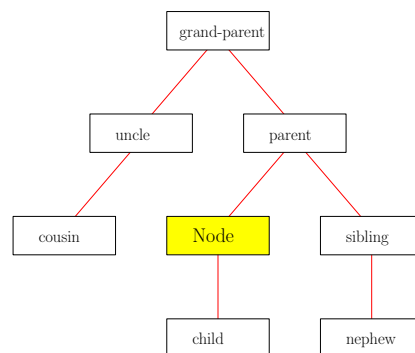 grand-parent
uncle
parent
cousin
Node
sibling
child
nephew